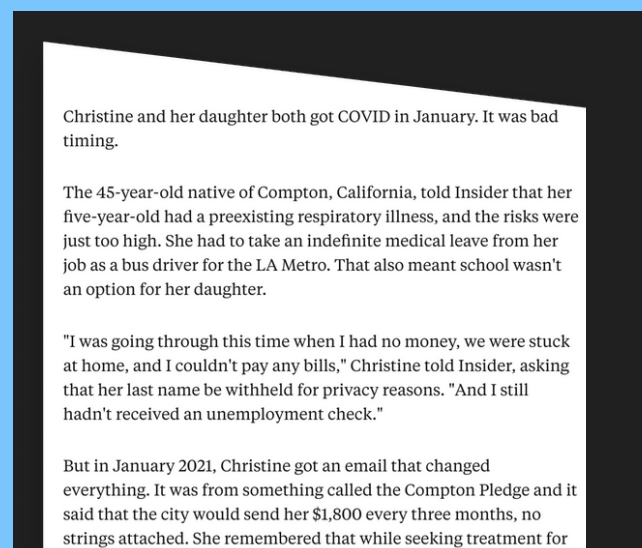 Christine and her daughter both got COVID in January. It was bad
timing.
The 45-year-old native of Compton, California, told Insider that her
five-year-old had a preexisting respiratory illness, and the risks were
just too high. She had to take an indefinite medical leave from her
job as a bus driver for the LA Metro. That also meant school wasn't
an option for her daughter.
"I was going through this time when I had no money, we were stuck
at home, and I couldn't pay any bills," Christine told Insider, asking
that her last name be withheld for privacy reasons. "And I still
hadn't received an unemployment check."
But in January 2021, Christine got an email that changed
everything. It was from something called the Compton Pledge and it
said that the city would send her $1,800 every three months, no
strings attached. She remembered that while seeking treatment for